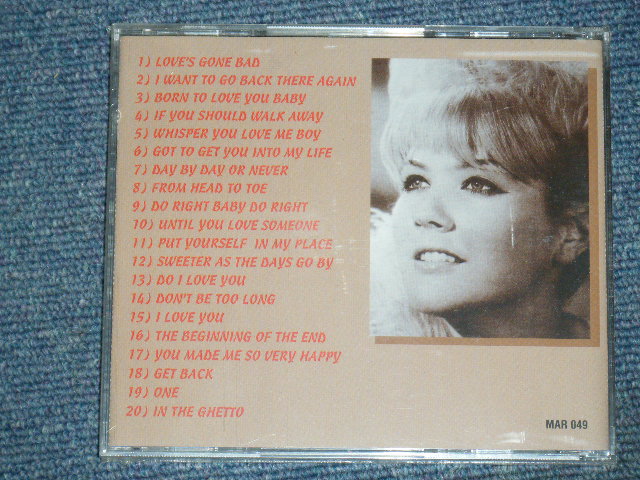 1) LOVE'S GONE BAD
2) I WANT TO GO BACK THERE AGAIN
3) BORN TO LOVE YOU BABY
4) IF YOU SHOULD WALK AWAY
5) WHISPER YOU LOVE ME BOY
6) GOT TO GET YOU INTO MY LIFE
7) DAY BY DAY OR NEVER
8) FROM HEAD TO TOE
9) DO RIGHT BABY DO RIGHT
10) UNTIL YOU LOVE SOMEONE
11) PUT YOURSELF IN MY PLACE
12) SWEETER AS THE DAYS GO BY
13) DO I LOVE YOU
14) DON'T BE TOO LONG
15) I LOVE YOU
16) THE BEGINNING OF THE END
17) YOU MADE ME SO VERY HAPPY
18) GET BACK
19) ONE
20) IN THE GHETTO
MAR 049